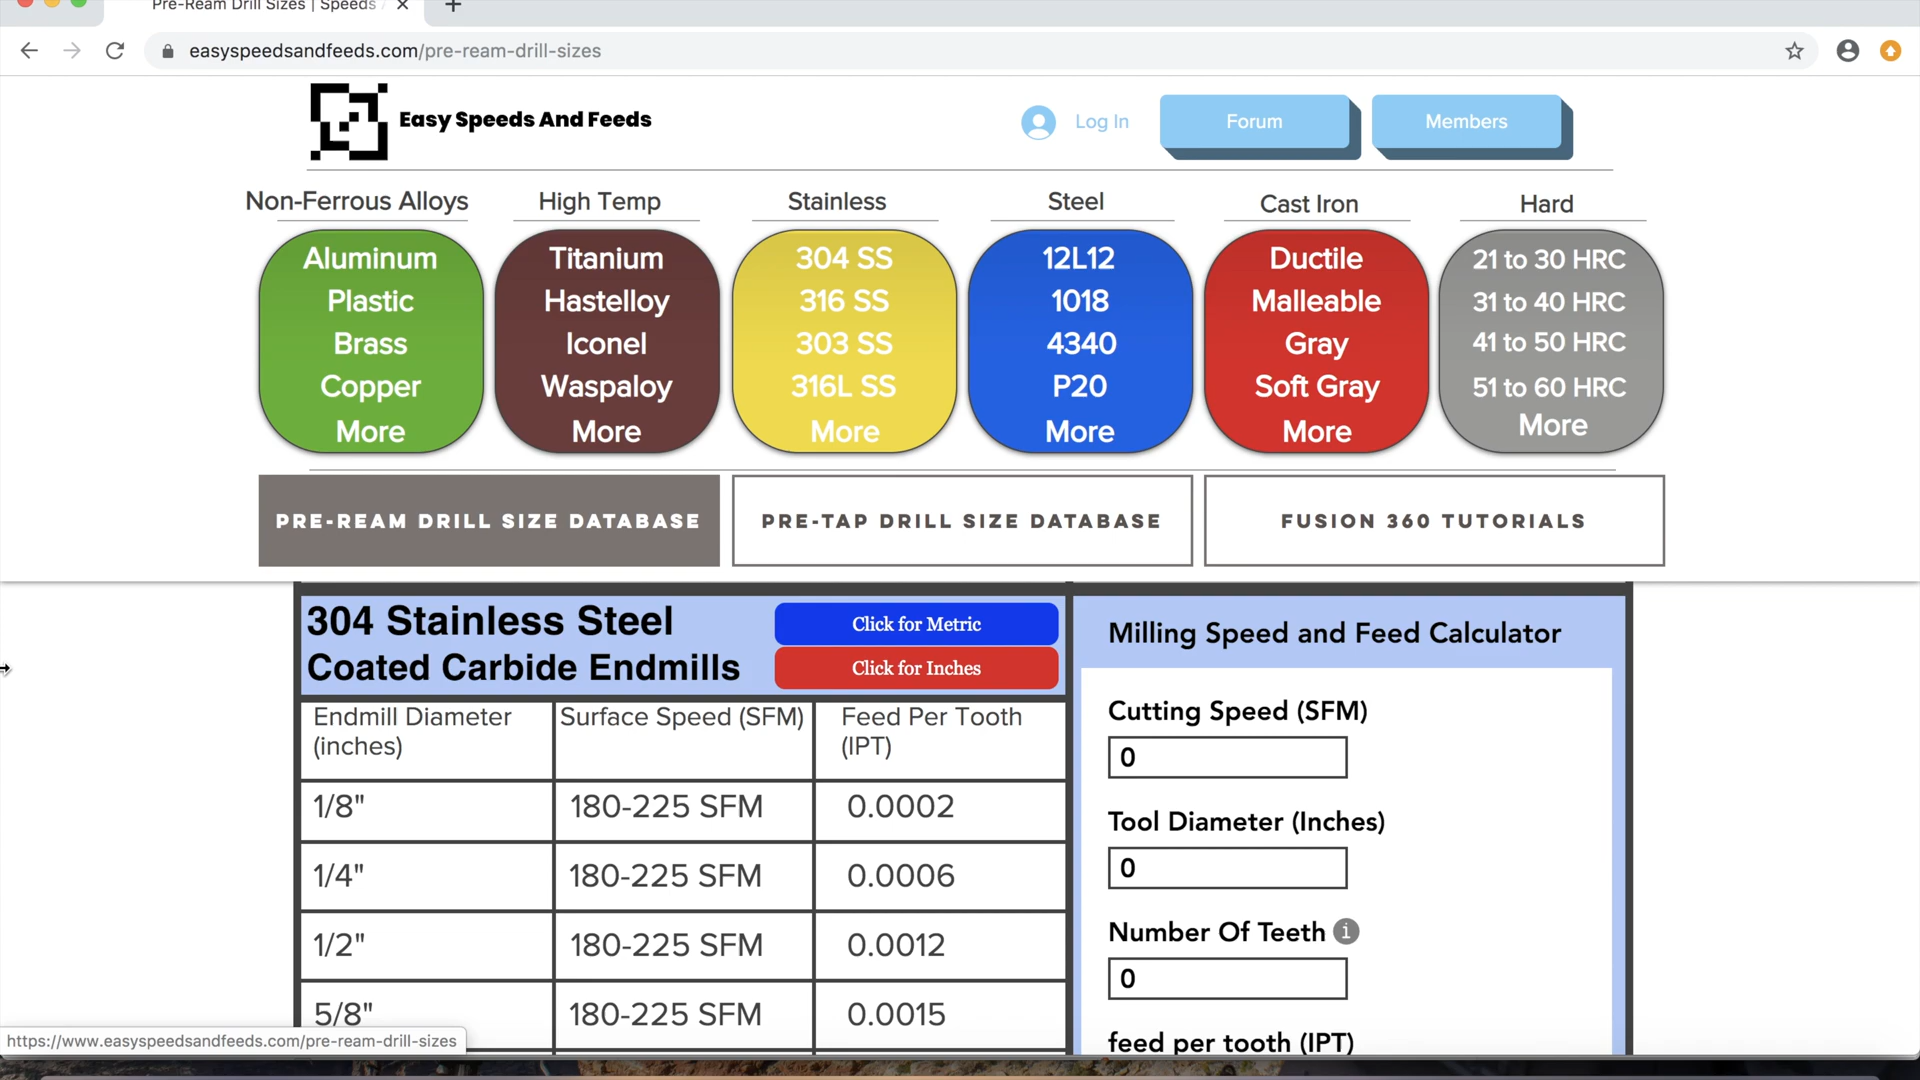 Pre-Ream Drill Sizes | Speeds
easyspeedsandfeeds.com/pre-ream-drill-sizes
Easy Speeds And Feeds
Log In
Forum
Members
Non-Ferrous Alloys
High Temp
Stainless
Steel
Cast Iron
Hard
Aluminum
Plastic
Brass
Copper
More
Titanium
Hastelloy
Iconel
Waspaloy
More
304 SS
316 SS
303 SS
316L SS
More
12L12
1018
4340
P20
More
Ductile
Malleable
Gray
Soft Gray
More
21 to 30 HRC
31 to 40 HRC
41 to 50 HRC
51 to 60 HRC
More
PRE-REAM DRILL SIZE DATABASE
PRE-TAP DRILL SIZE DATABASE
FUSION 360 TUTORIALS
304 Stainless Steel
Coated Carbide Endmills
Click for Metric
Click for Inches
Endmill Diameter
(inches)
Surface Speed (SFM)
Feed Per Tooth
(IPT)
1/8" 180-225 SFM 0.0002
1/4" 180-225 SFM 0.0006
1/2" 180-225 SFM 0.0012
5/8" 180-225 SFM 0.0015
Milling Speed and Feed Calculator
Cutting Speed (SFM)
0
Tool Diameter (Inches)
0
Number Of Teeth i
0
feed per tooth (IPT)
https://www.easyspeedsandfeeds.com/pre-ream-drill-sizes